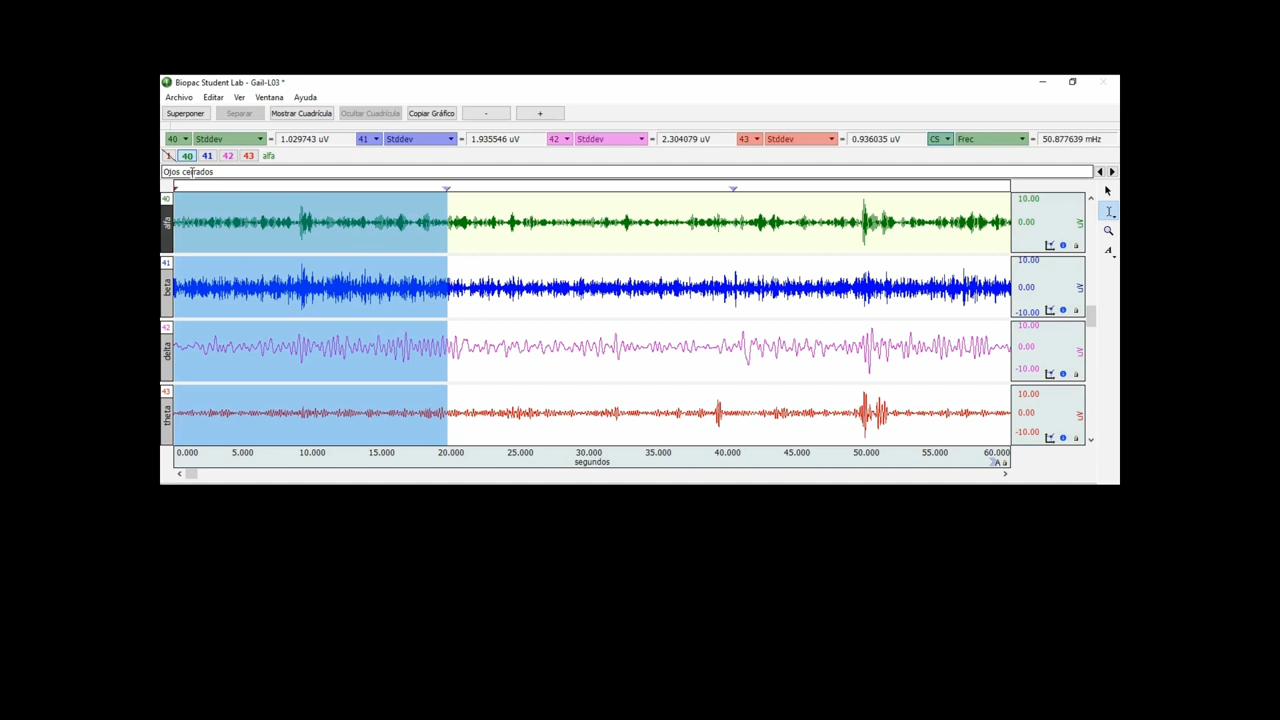 Biopac Student Lab - Gail-L03 *
Archivo Editar Ver Ventana Ayuda
Superponer Separar Mostrar Cuadrícula Ocultar Cuadrícula Copiar Gráfico - +
40 Stddev = 1.029743 uV 41 Stddev = 1.935546 uV 42 Stddev = 2.304079 uV 43 Stddev = 0.936035 uV CS Frec = 50.877639 mHz
1 40 41 42 43 alfa
Ojos cerrados
40 alfa 10.00 0.00 uV
41 beta 10.00 0.00 -10.00 uV
42 delta 10.00 0.00 -10.00 uV
43 theta 10.00 0.00 -10.00 uV
0.000 5.000 10.000 15.000 20.000 25.000 30.000 35.000 40.000 45.000 50.000 55.000 60.000
segundos
A